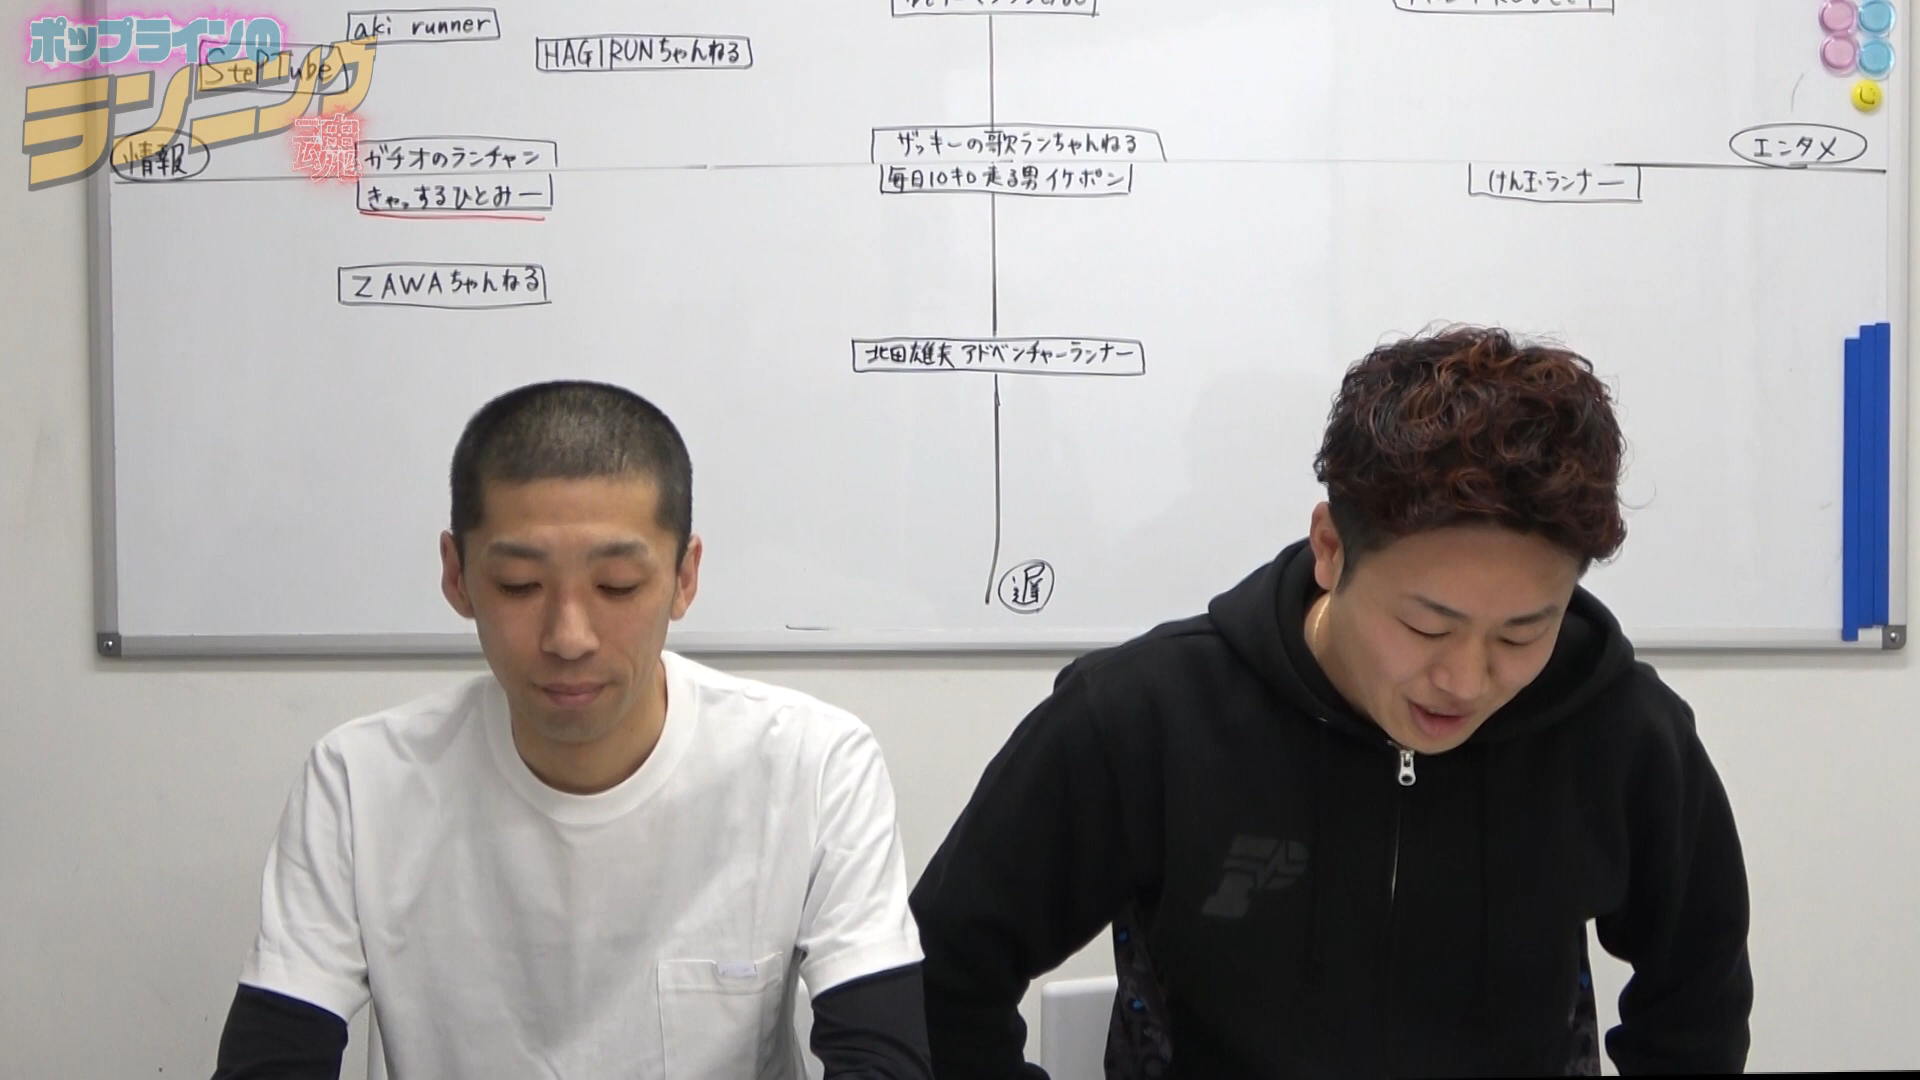 ポップラインの
ランニング
魂
aki runner
StepTube
HAGIRUNちゃんねる
情報
ガチオのランチャン
きゃっするひとみー
ZAWAちゃんねる
ザッキーの歌ランちゃんねる
毎日10キロ走る男 イケポン
北田雄夫 アドベンチャーランナー
遅
エンタメ
けん玉ランナー